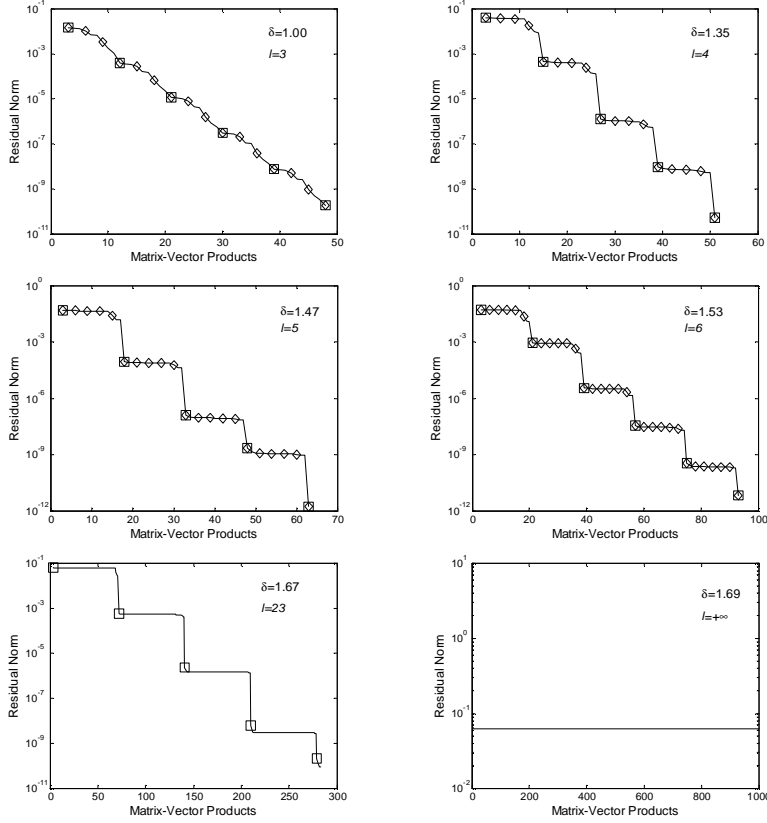 10^-1
10^-3
10^-5
10^-7
10^-9
10^-11
0 10 20 30 40 50
Residual Norm
Matrix-Vector Products
δ=1.00
l=3
10^-1
10^-3
10^-5
10^-7
10^-9
10^-11
0 10 20 30 40 50 60
Residual Norm
Matrix-Vector Products
δ=1.35
l=4
10^0
10^-3
10^-6
10^-9
10^-12
0 10 20 30 40 50 60 70
Residual Norm
Matrix-Vector Products
δ=1.47
l=5
10^0
10^-3
10^-6
10^-9
10^-12
0 20 40 60 80 100
Residual Norm
Matrix-Vector Products
δ=1.53
l=6
10^-1
10^-3
10^-5
10^-7
10^-9
10^-11
0 50 100 150 200 250 300
Residual Norm
Matrix-Vector Products
δ=1.67
l=23
10^1
10^0
10^-1
10^-2
0 200 400 600 800 1000
Residual Norm
Matrix-Vector Products
δ=1.69
l=+∞